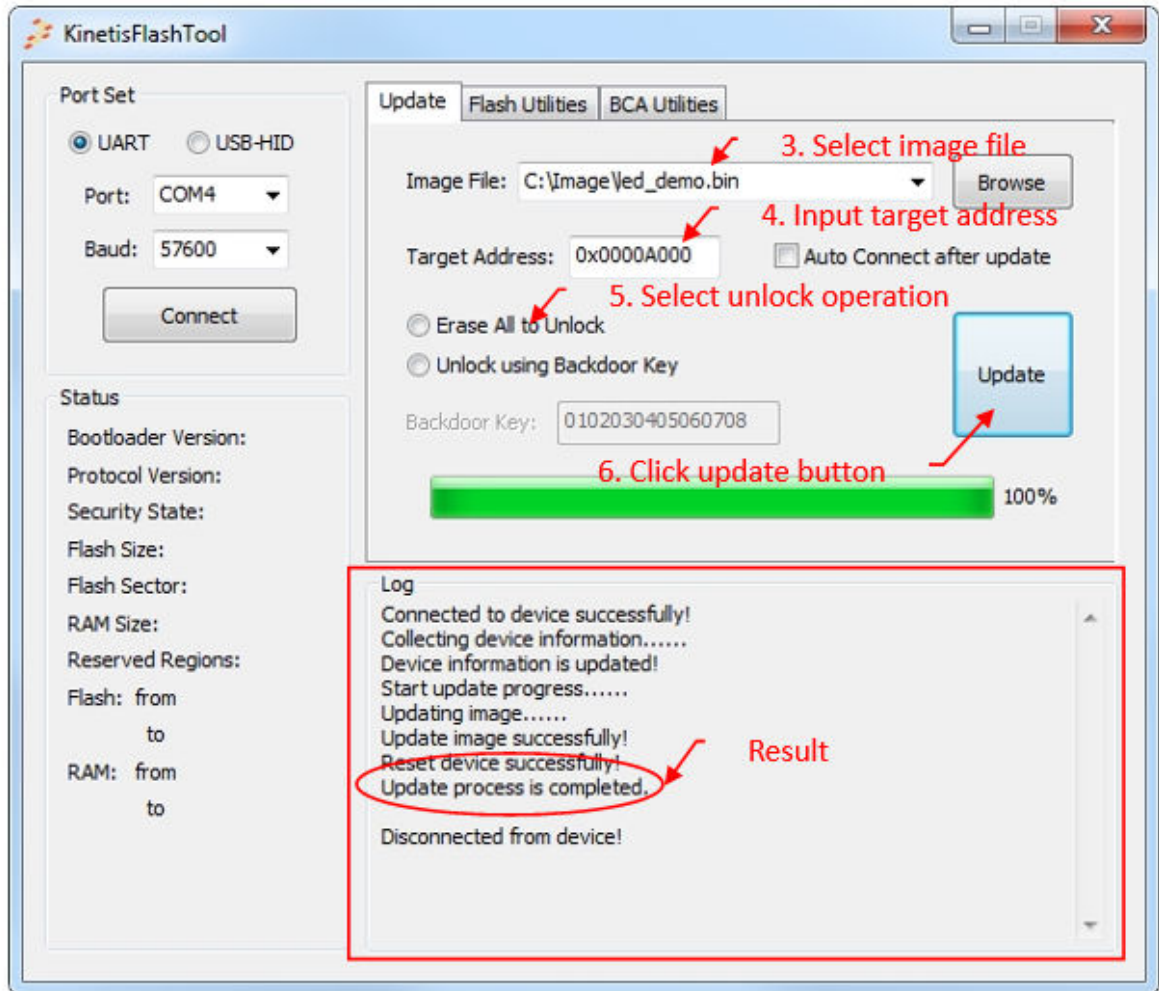 KinetisFlashTool
Port Set
UART USB-HID
Port: COM4
Baud: 57600
Connect
Status
Bootloader Version:
Protocol Version:
Security State:
Flash Size:
Flash Sector:
RAM Size:
Reserved Regions:
Flash: from
to
RAM: from
to
Update Flash Utilities BCA Utilities
3. Select image file
Image File: C:\Image\led_demo.bin Browse
4. Input target address
Target Address: 0x0000A000 Auto Connect after update
5. Select unlock operation
Erase All to Unlock
Unlock using Backdoor Key
Update
Backdoor Key: 0102030405060708
6. Click update button
100%
Log
Connected to device successfully!
Collecting device information......
Device information is updated!
Start update progress......
Updating image......
Update image successfully!
Reset device successfully!
Result
Update process is completed.
Disconnected from device!